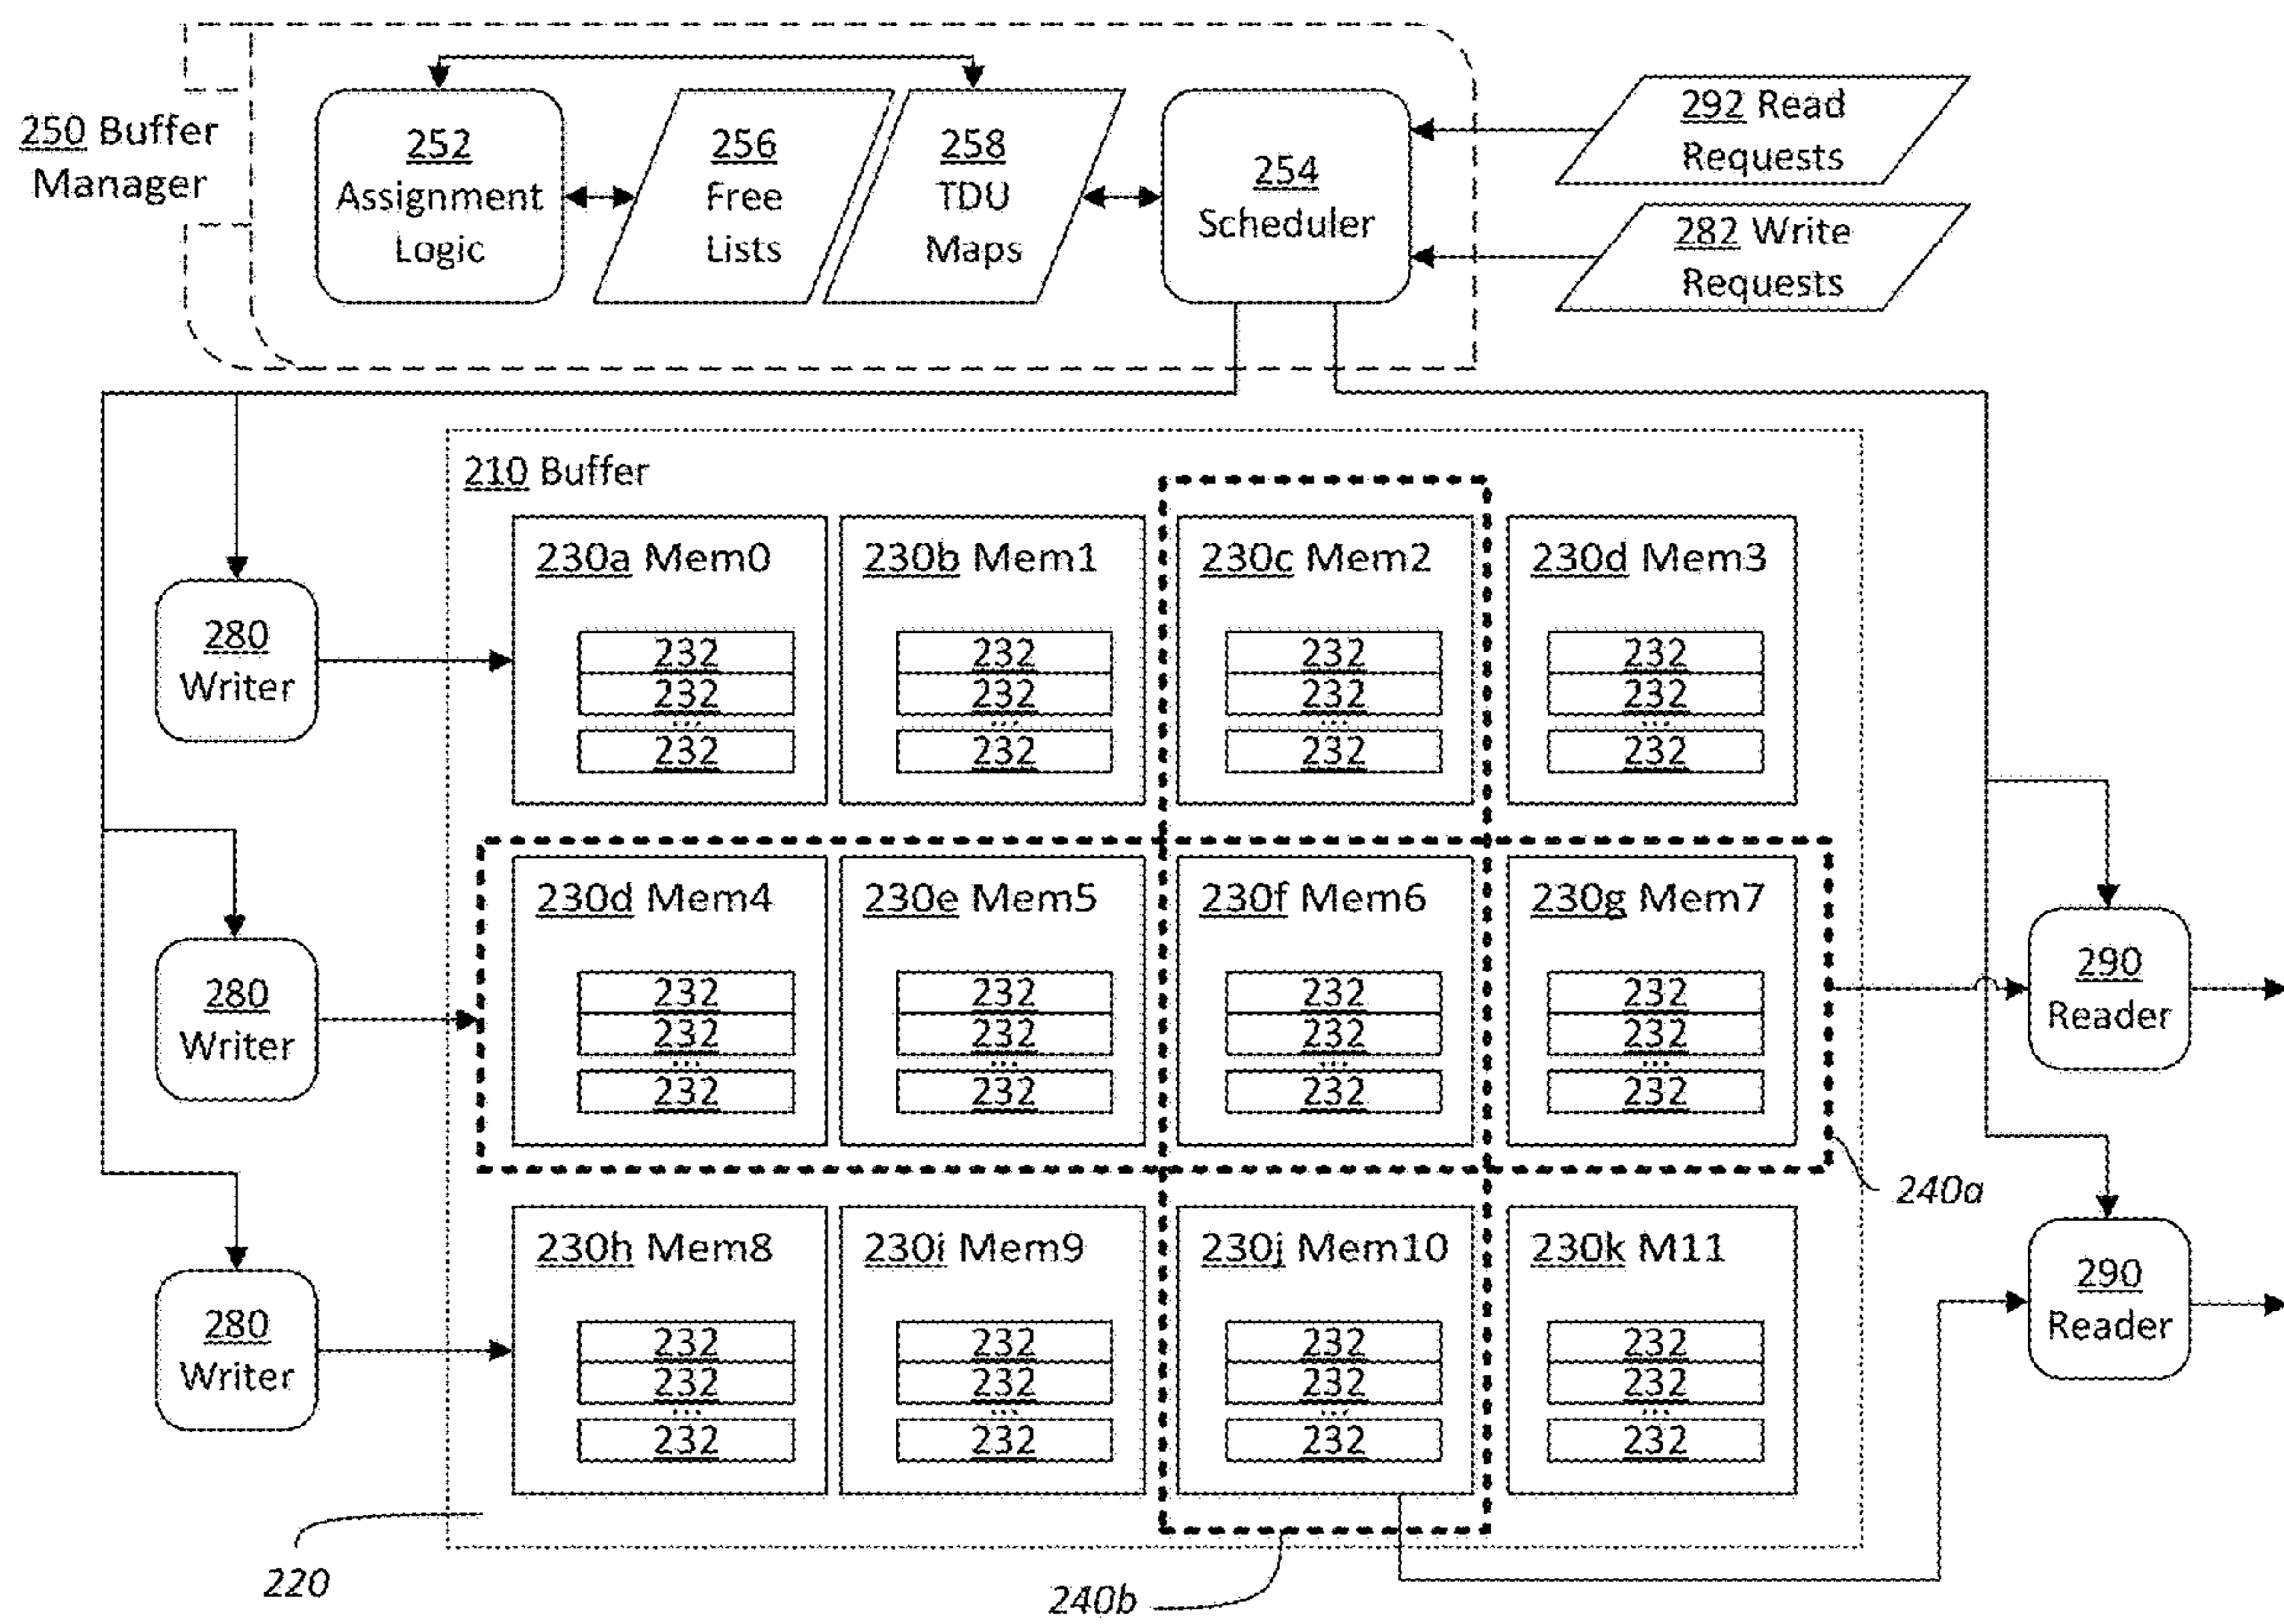 250 Buffer
Manager
252
Assignment
Logic
256
Free
Lists
258
TDU
Maps
254
Scheduler
292 Read
Requests
282 Write
Requests
210 Buffer
230a Mem0
232
232
...
232
230b Mem1
232
232
...
232
230c Mem2
232
232
...
232
230d Mem3
232
232
...
232
280
Writer
230d Mem4
232
232
...
232
230e Mem5
232
232
...
232
230f Mem6
232
232
...
232
230g Mem7
232
232
...
232
280
Writer
290
Reader
240a
230h Mem8
232
232
...
232
230i Mem9
232
232
...
232
230j Mem10
232
232
...
232
230k M11
232
232
...
232
280
Writer
290
Reader
220
240b